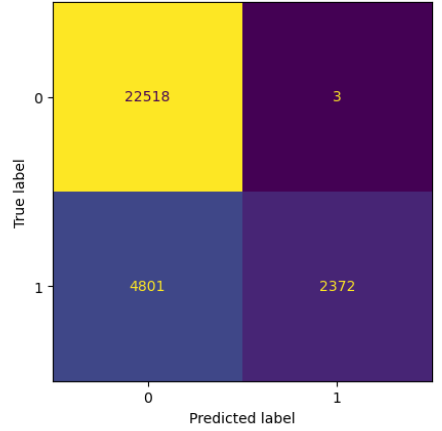 True label
0
22518 3
1
4801 2372
0 1
Predicted label